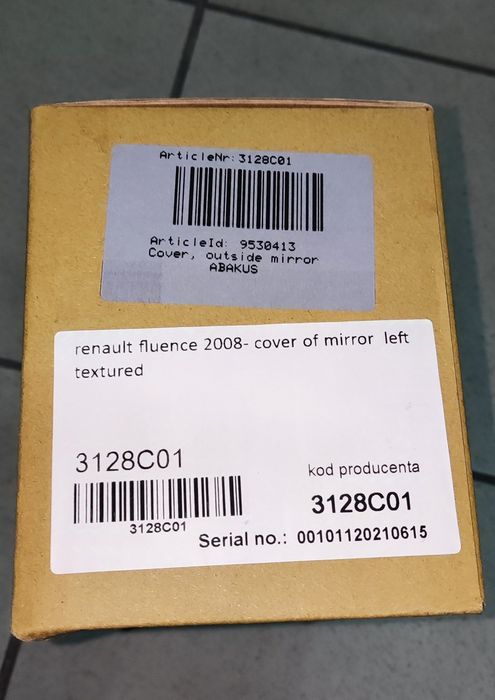 ArticleNr: 3128C01
ArticleId: 9530413
Cover, outside mirror
ABAKUS
renault fluence 2008- cover of mirror left
textured
3128C01
3128C01
kod producenta
3128C01
Serial no.: 00101120210615